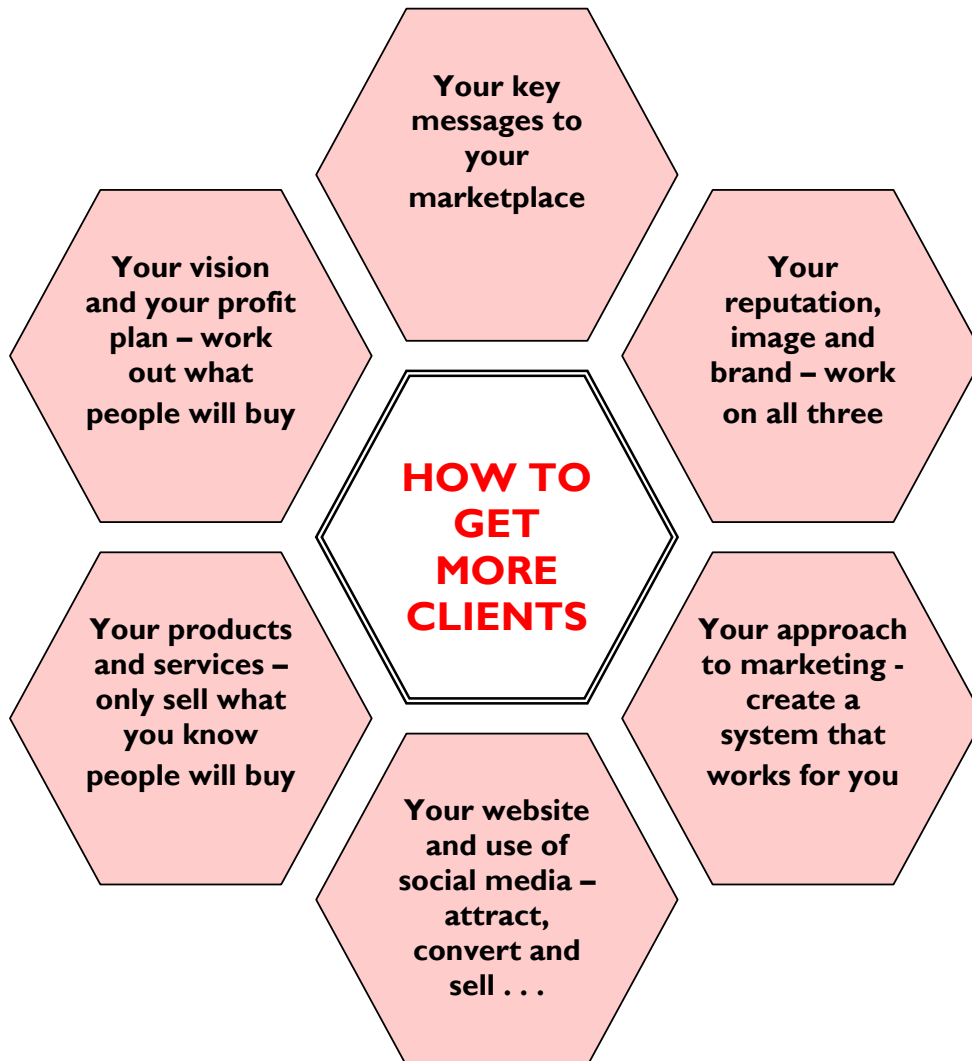 Your key
messages to
your
marketplace
Your vision
and your profit
plan – work
out what
people will buy
Your
reputation,
image and
brand – work
on all three
HOW TO
GET
MORE
CLIENTS
Your products
and services –
only sell what
you know
people will buy
Your approach
to marketing -
create a
system that
works for you
Your website
and use of
social media –
attract,
convert and
sell . . .